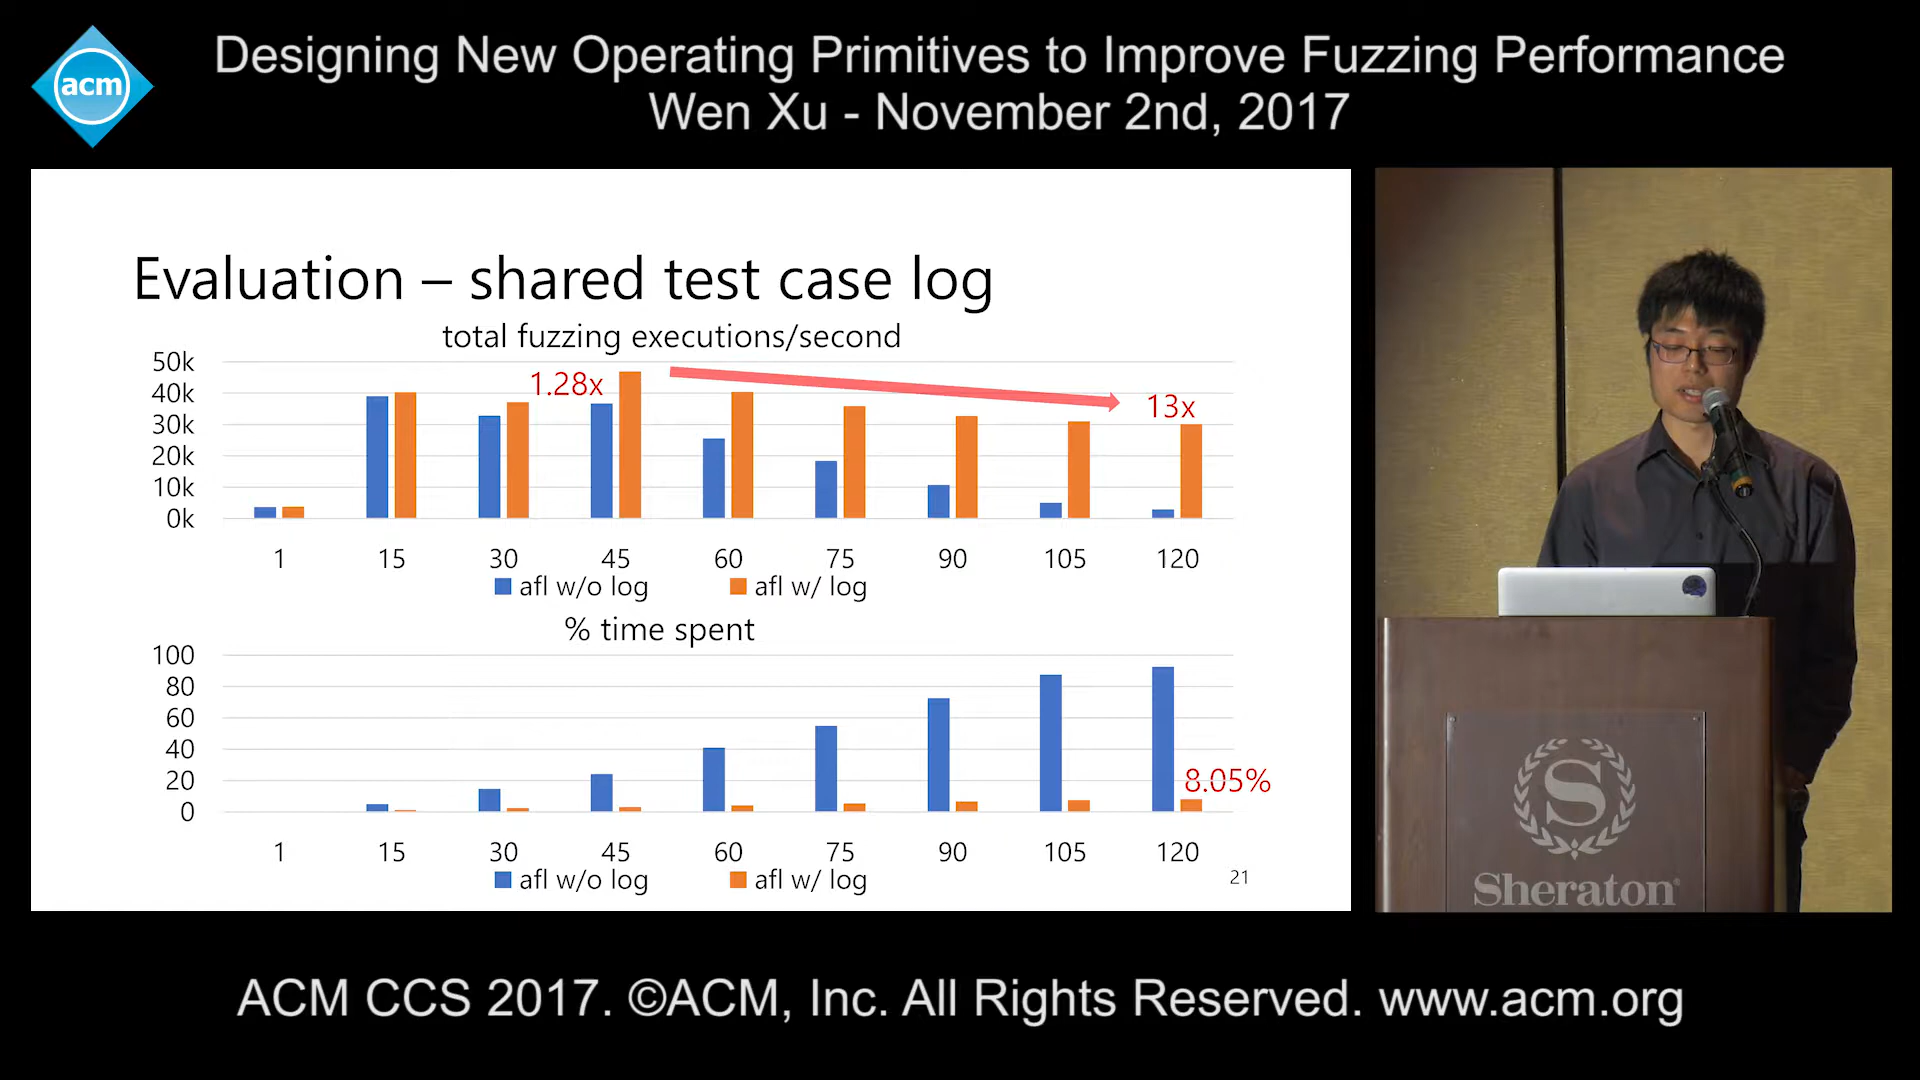 acm
Designing New Operating Primitives to Improve Fuzzing Performance
Wen Xu - November 2nd, 2017
Evaluation – shared test case log
total fuzzing executions/second
50k
40k
30k
20k
10k
0k
1.28x
13x
1 15 30 45 60 75 90 105 120
afl w/o log afl w/ log
% time spent
100
80
60
40
20
0
8.05%
1 15 30 45 60 75 90 105 120
afl w/o log afl w/ log
21
S
Sheraton
ACM CCS 2017. ©ACM, Inc. All Rights Reserved. www.acm.org